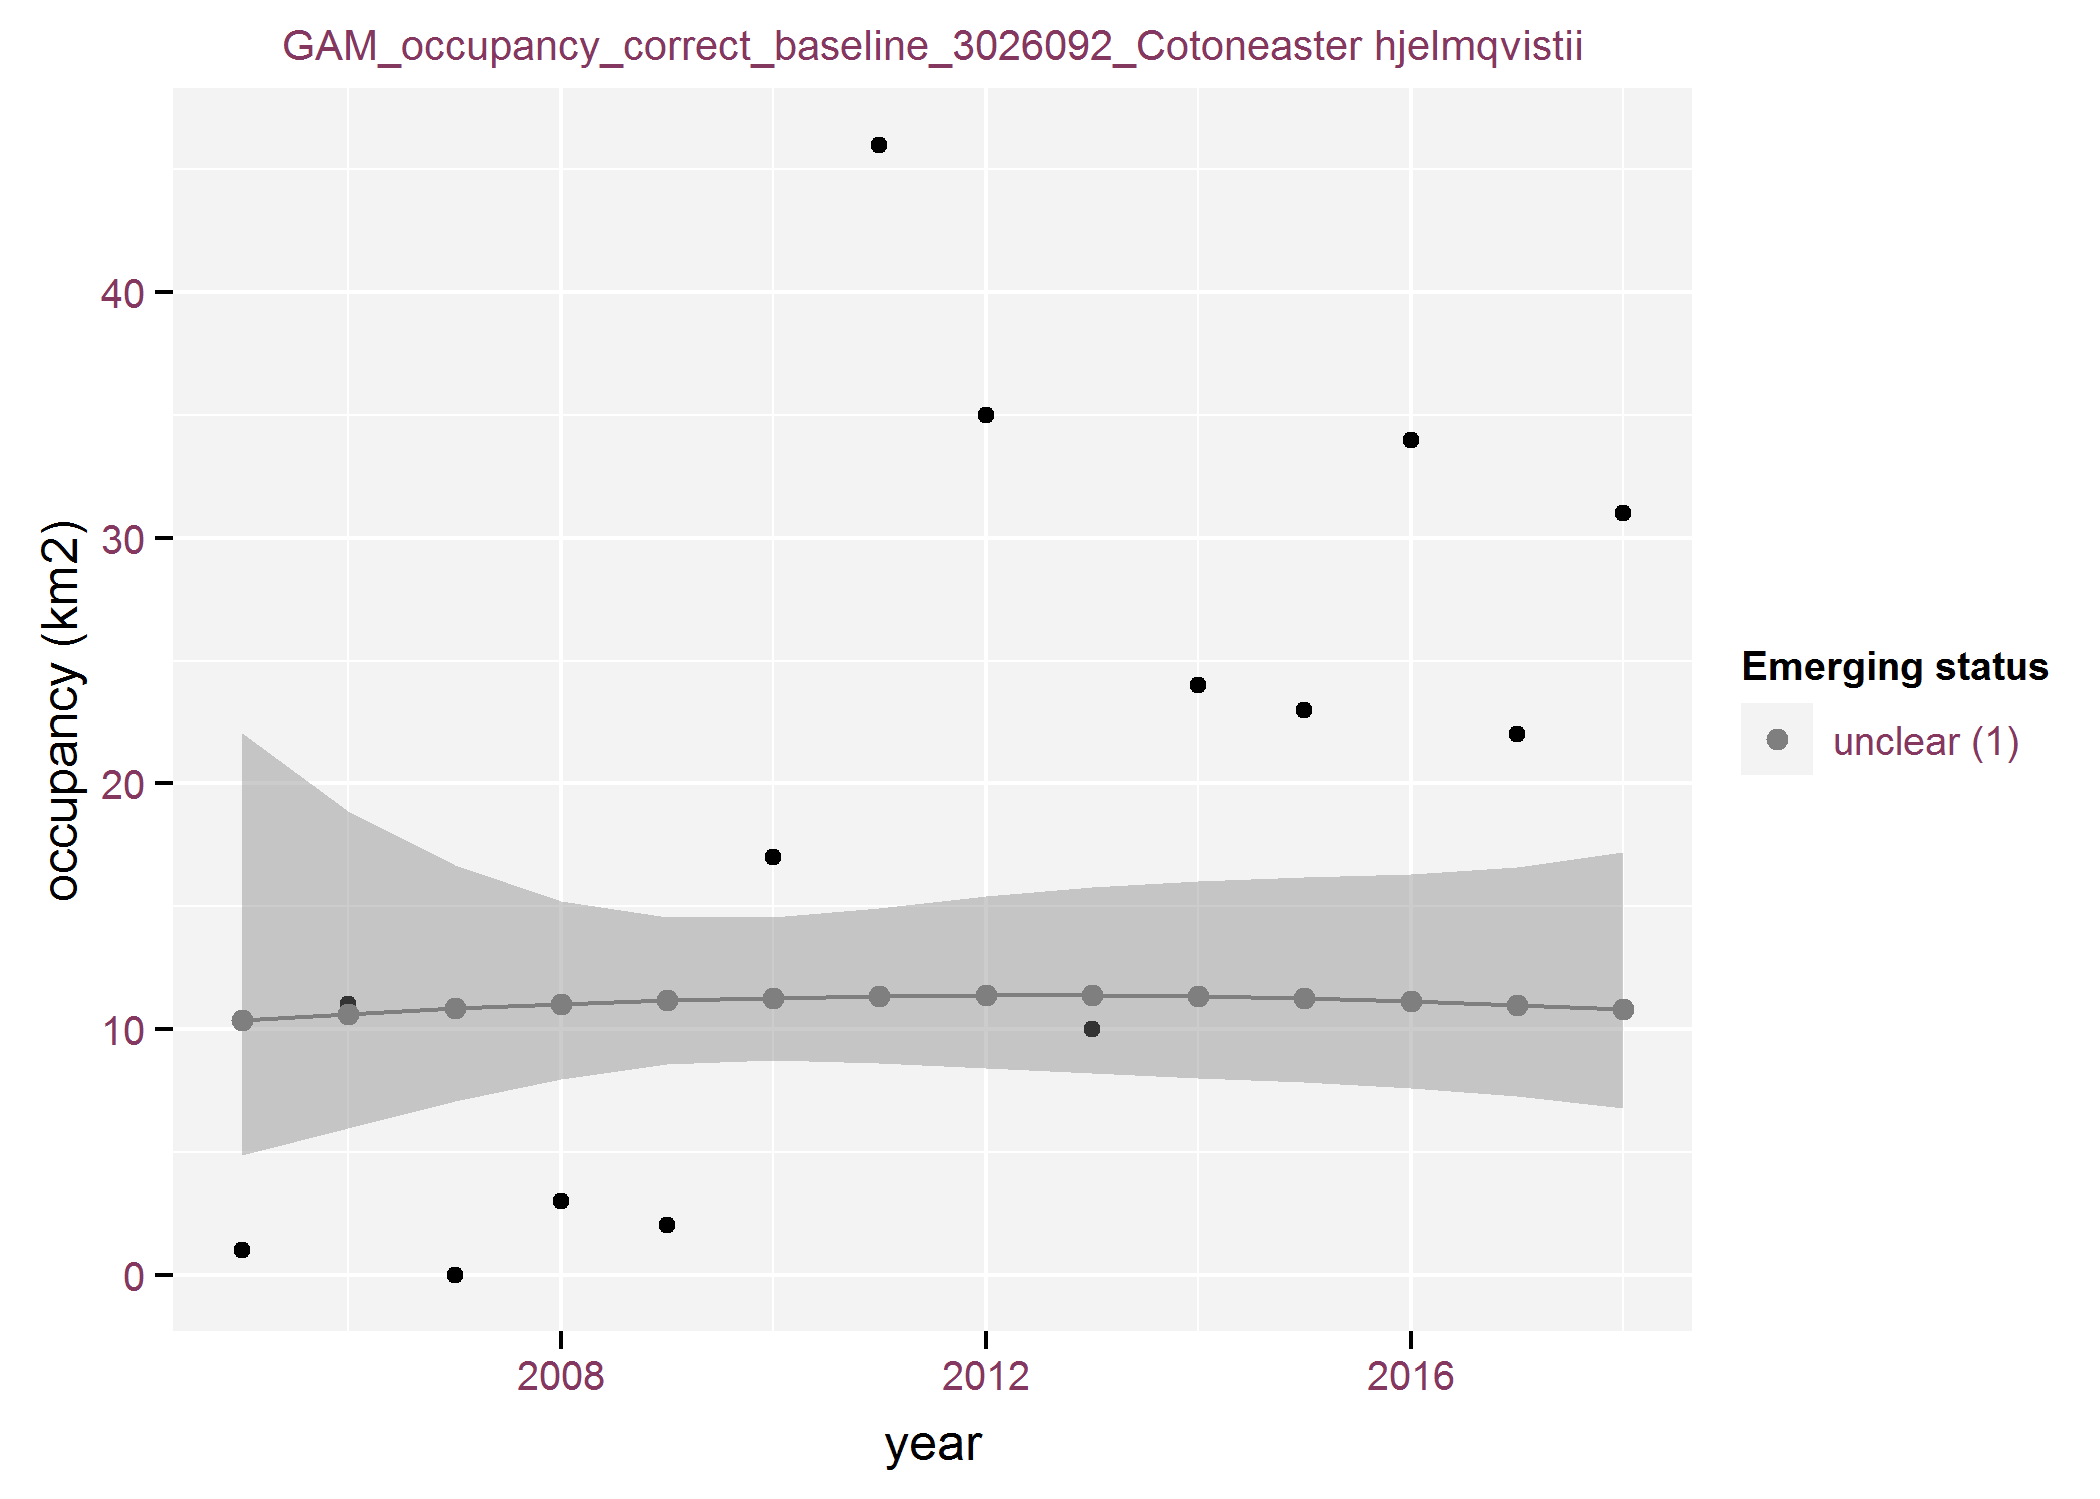 GAM_occupancy_correct_baseline_3026092_Cotoneaster hjelmqvistii
occupancy (km2)
40
30
20
10
0
2008
2012
2016
year
Emerging status
unclear (1)